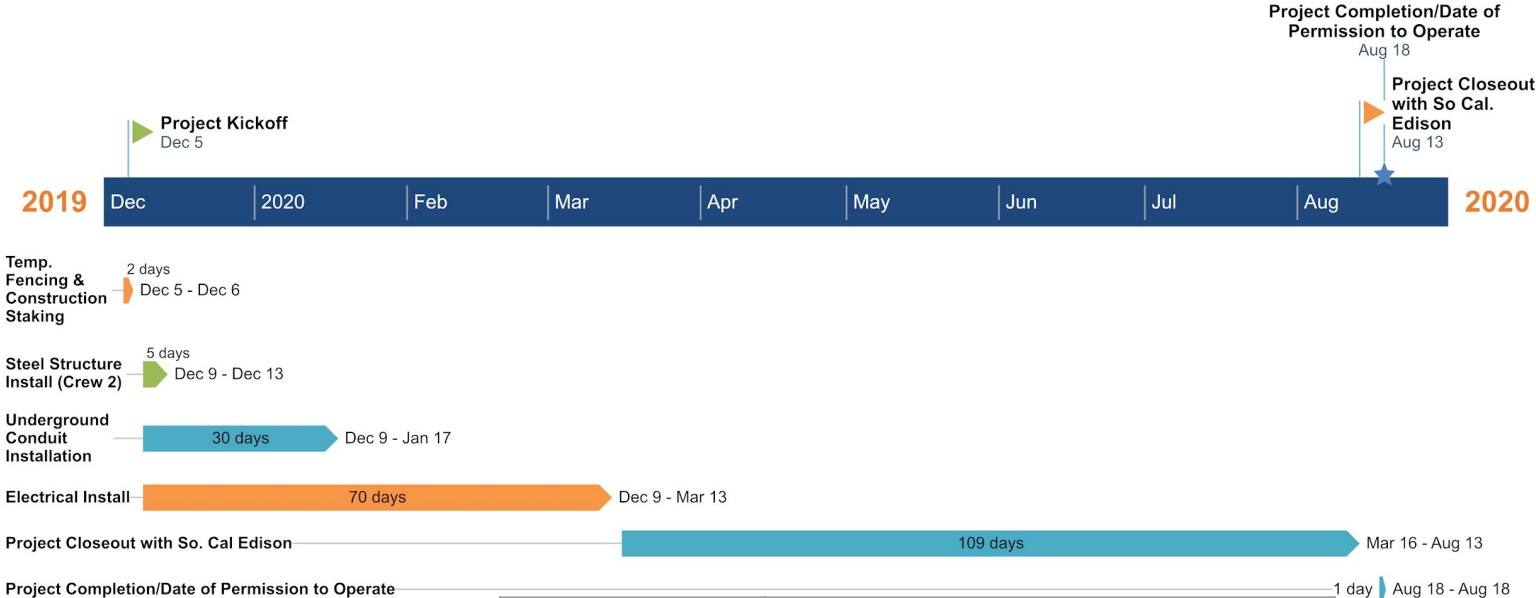 Project Completion/Date of
Permission to Operate
Aug 18
Project Closeout
with So Cal.
Edison
Aug 13
Project Kickoff
Dec 5
2019 Dec 2020 Feb Mar Apr May Jun Jul Aug 2020
Temp.
Fencing &
Construction
Staking
2 days
Dec 5 - Dec 6
Steel Structure
Install (Crew 2)
5 days
Dec 9 - Dec 13
Underground
Conduit
Installation
30 days
Dec 9 - Jan 17
Electrical Install
70 days
Dec 9 - Mar 13
Project Closeout with So. Cal Edison
109 days
Mar 16 - Aug 13
Project Completion/Date of Permission to Operate
1 day
Aug 18 - Aug 18